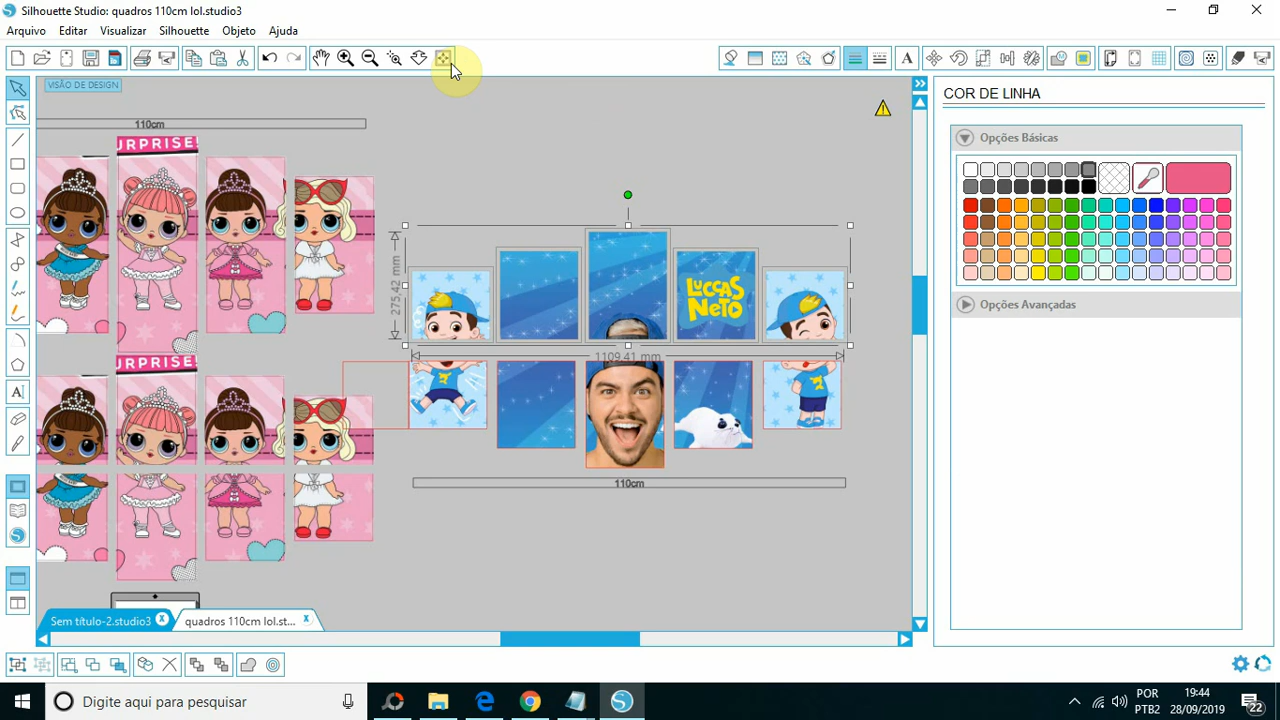 Silhouette Studio: quadros 110cm lol.studio3
Arquivo Editar Visualizar Silhouette Objeto Ajuda
VISÃO DE DESIGN
COR DE LINHA
110cm
Opções Básicas
URPRISE!
LUCCAS
NETO
275.42 mm
Opções Avançadas
1109.41 mm
URPRISE!
110cm
Sem título-2.studio3
quadros 110cm lol.st...
Digite aqui para pesquisar
POR
PTB2
19:44
28/09/2019
22